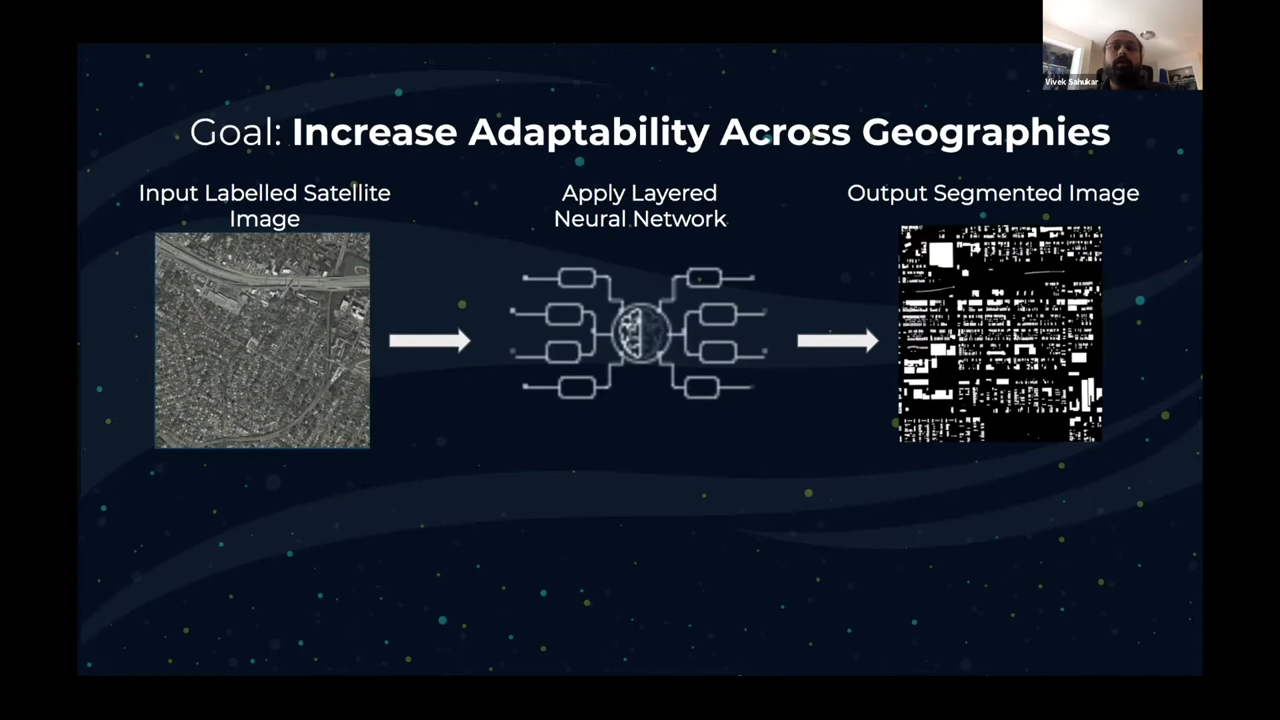 Vivek Sahukar
Goal: Increase Adaptability Across Geographies
Input Labelled Satellite
Image
Apply Layered
Neural Network
Output Segmented Image